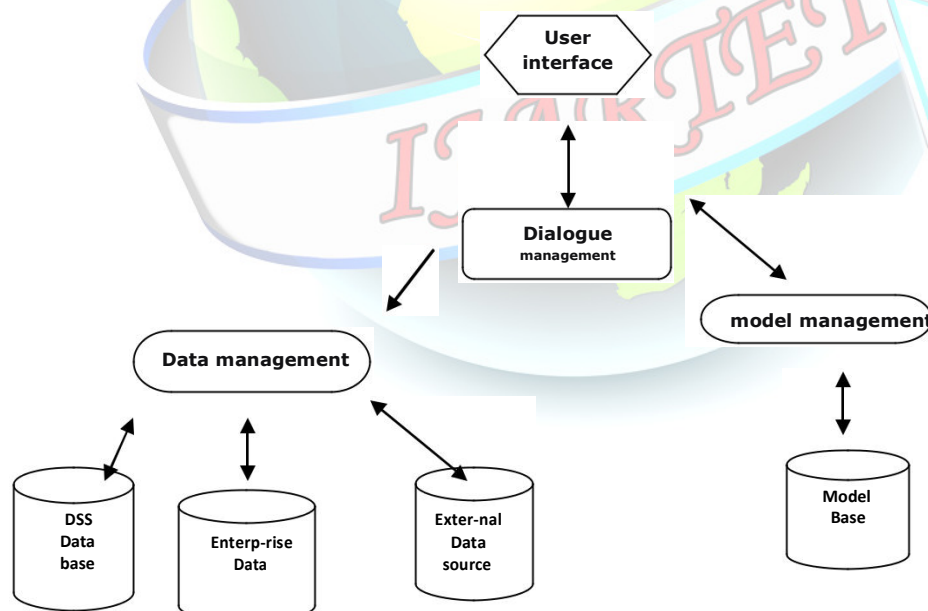 User
interface
IJARTET
Dialogue
management
model management
Data management
DSS
Data
base
Enterp-rise
Data
Exter-nal
Data
source
Model
Base